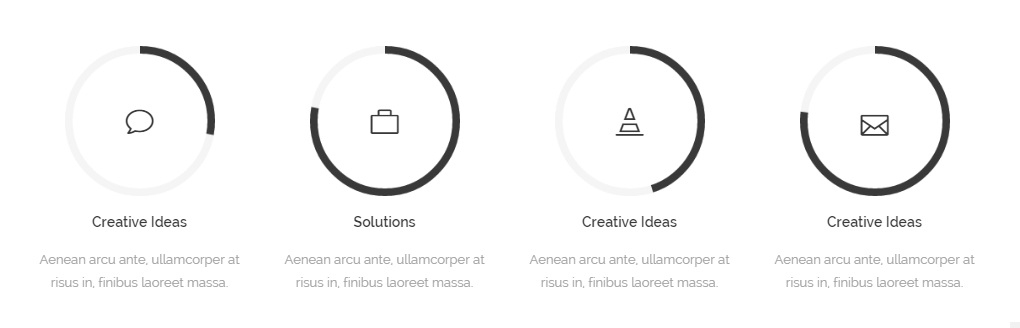 Creative Ideas
Aenean arcu ante, ullamcorper at
risus in, finibus laoreet massa.
Solutions
Aenean arcu ante, ullamcorper at
risus in, finibus laoreet massa.
Creative Ideas
Aenean arcu ante, ullamcorper at
risus in, finibus laoreet massa.
Creative Ideas
Aenean arcu ante, ullamcorper at
risus in, finibus laoreet massa.